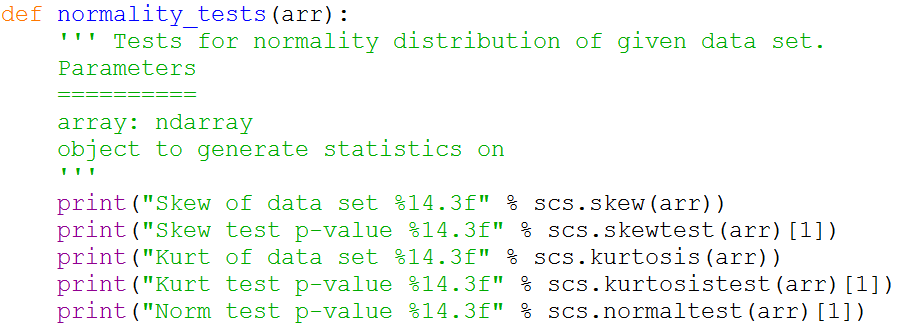 def normality_tests(arr):
    ''' Tests for normality distribution of given data set.
    Parameters
    ==========
    array: ndarray
    object to generate statistics on
    '''
    print("Skew of data set %14.3f" % scs.skew(arr))
    print("Skew test p-value %14.3f" % scs.skewtest(arr)[1])
    print("Kurt of data set %14.3f" % scs.kurtosis(arr))
    print("Kurt test p-value %14.3f" % scs.kurtosistest(arr)[1])
    print("Norm test p-value %14.3f" % scs.normaltest(arr)[1])